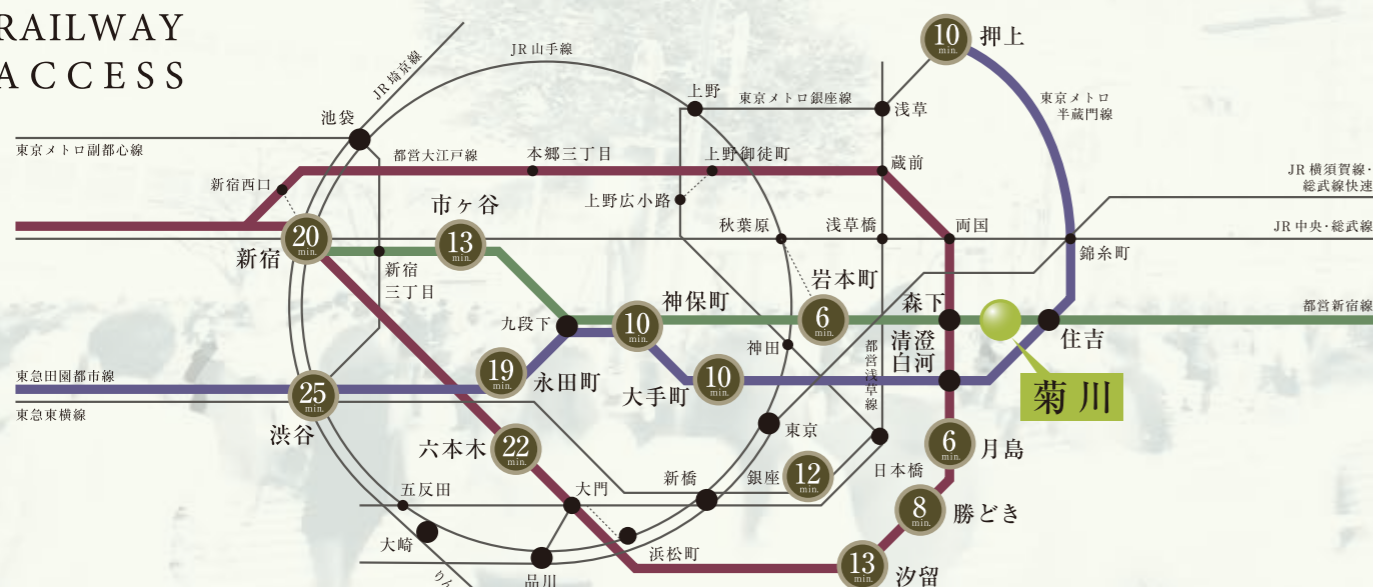 RAILWAY
ACCESS
10
min.
押上
JR山手線
JR埼京線
上野
東京メトロ銀座線
浅草
東京メトロ
半蔵門線
池袋
東京メトロ副都心線
都営大江戸線
本郷三丁目
上野御徒町
蔵前
JR横須賀線・
総武線快速
新宿西口
上野広小路
市ヶ谷
秋葉原
浅草橋
両国
JR中央・総武線
20
min.
13
min.
新宿
錦糸町
新宿
三丁目
岩本町
神保町
森下
都営新宿線
九段下
10
min.
6
min.
住吉
清澄
白河
神田
都営浅草線
東急田園都市線
19
min.
永田町
10
min.
大手町
菊川
25
min.
東急東横線
渋谷
東京
六本木
22
min.
6
min.
月島
日本橋
新橋
銀座
12
min.
五反田
大門
8
min.
勝どき
大崎
浜松町
13
min.
汐留
品川
りん